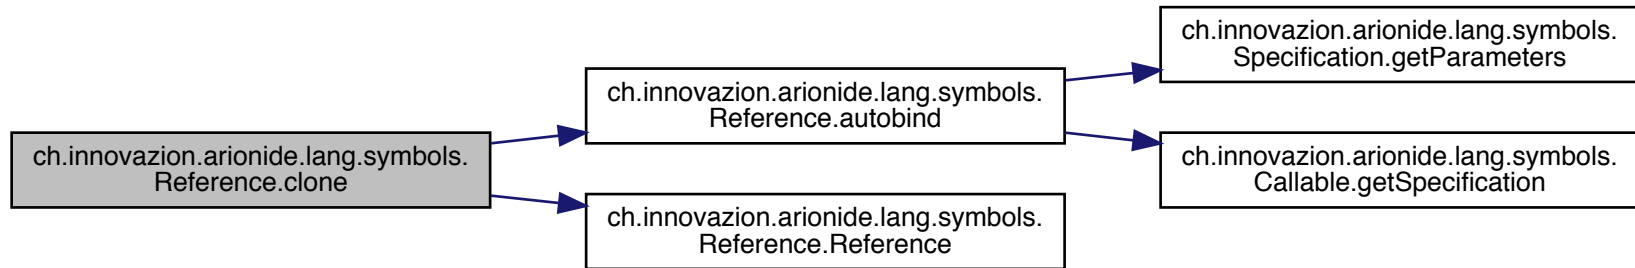 ch.innovazion.arionide.lang.symbols.
Reference.clone
ch.innovazion.arionide.lang.symbols.
Reference.autobind
ch.innovazion.arionide.lang.symbols.
Reference.Reference
ch.innovazion.arionide.lang.symbols.
Specification.getParameters
ch.innovazion.arionide.lang.symbols.
Callable.getSpecification